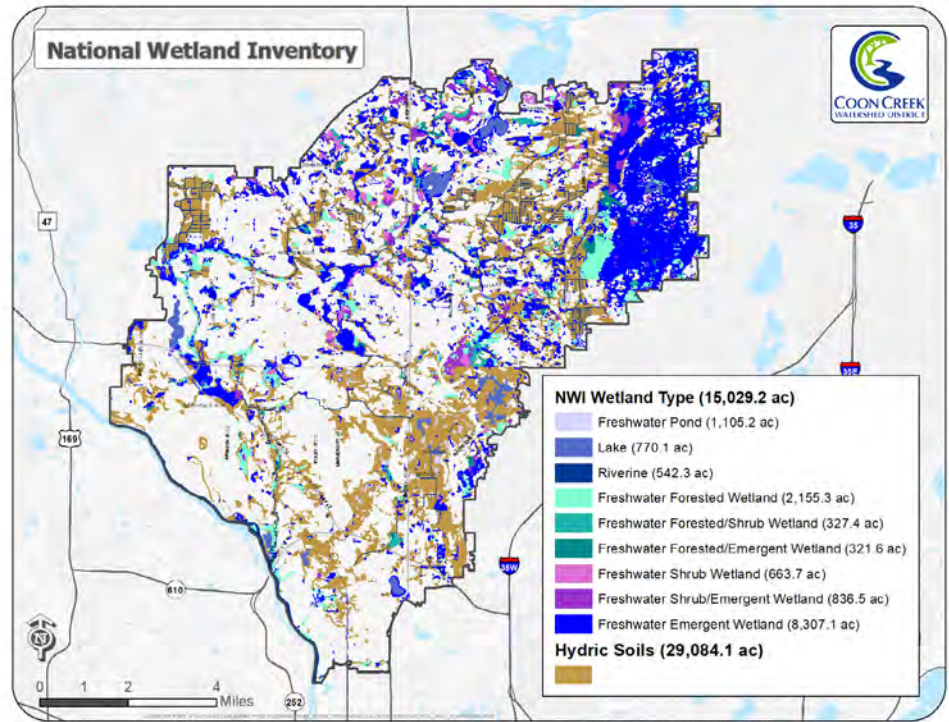 National Wetland Inventory
COON CREEK
WATERSHED DISTRICT
47
35
35E
169
NWI Wetland Type (15,029.2 ac)
Freshwater Pond (1,105.2 ac)
Lake (770.1 ac)
Riverine (542.3 ac)
Freshwater Forested Wetland (2,155.3 ac)
Freshwater Forested/Shrub Wetland (327.4 ac)
Freshwater Forested/Emergent Wetland (321.6 ac)
Freshwater Shrub Wetland (663.7 ac)
Freshwater Shrub/Emergent Wetland (836.5 ac)
Freshwater Emergent Wetland (8,307.1 ac)
Hydric Soils (29,084.1 ac)
35W
610
N
0 1 2 4
Miles
252